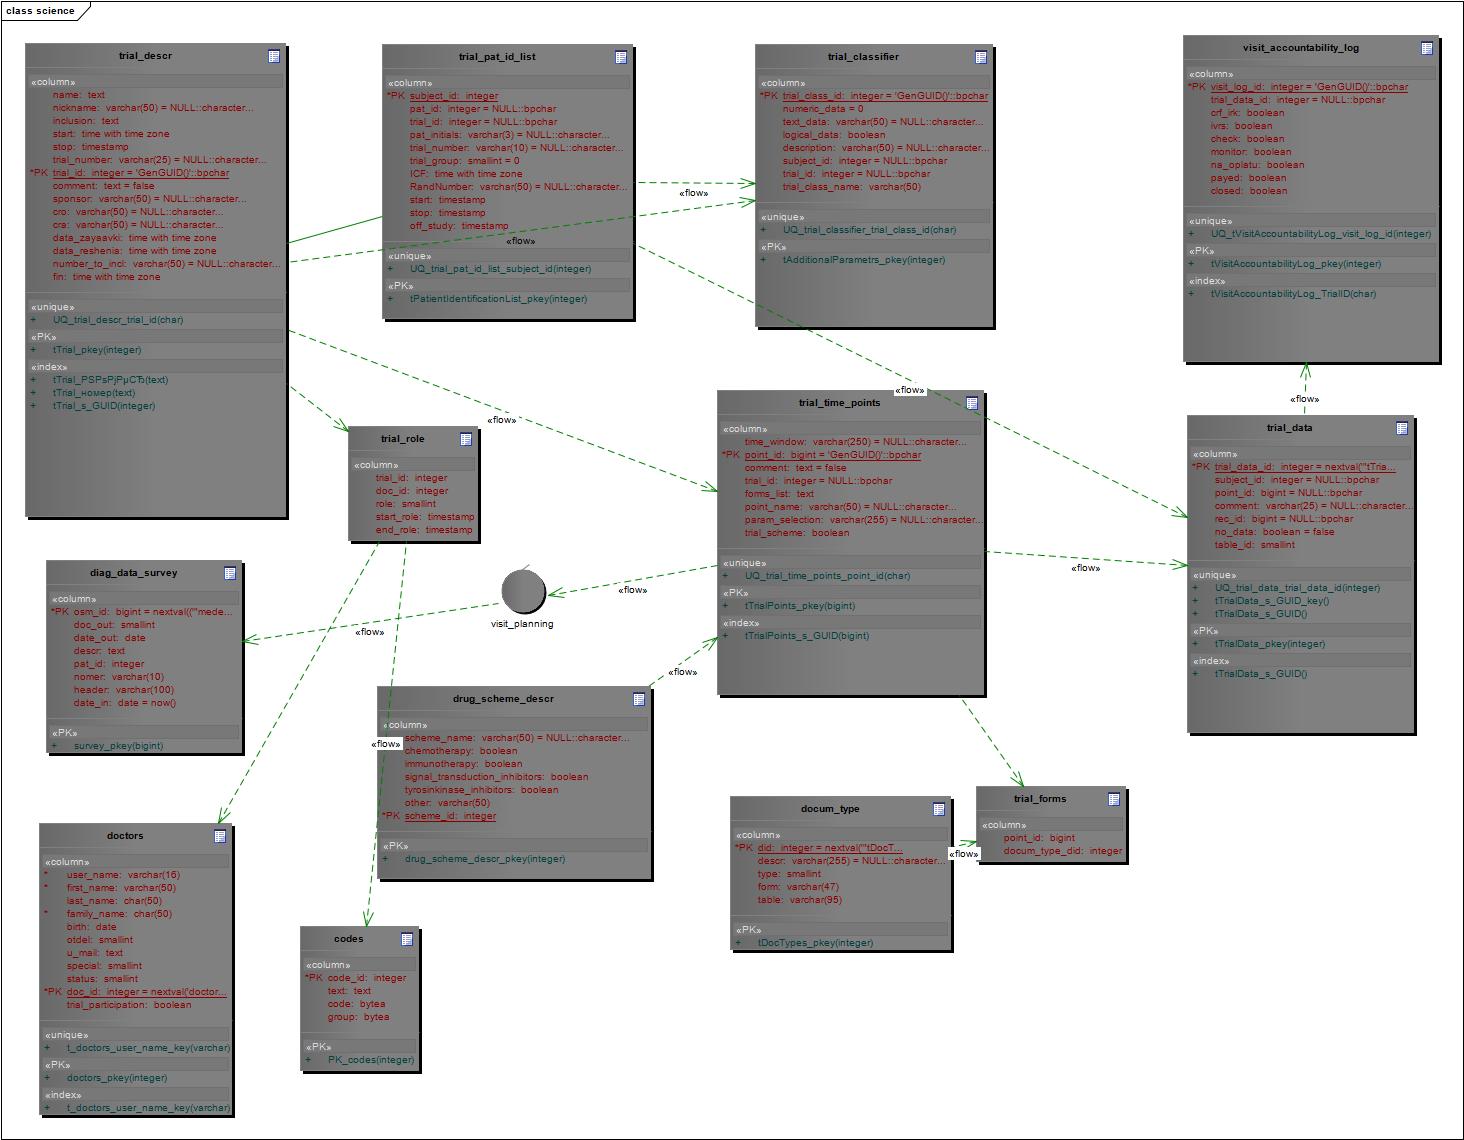 class science
trial_descr
«column»
name: text
nickname: varchar(50) = NULL::character...
inclusion: text
start: time with time zone
stop: timestamp
trial_number: varchar(25) = NULL::character...
*PK trial_id: integer = 'GenGUID()'::bpchar
comment: text = false
sponsor: varchar(50) = NULL::character...
cro: varchar(50) = NULL::character...
cra: varchar(50) = NULL::character...
data_zayaavki: time with time zone
data_reshenia: time with time zone
number_to_incl: varchar(50) = NULL::character...
fin: time with time zone
«unique»
+ UQ_trial_descr_trial_id(char)
«PK»
+ tTrial_pkey(integer)
«index»
+ tTrial_PSPsPjPµCЂ(text)
+ tTrial_номер(text)
+ tTrial_s_GUID(integer)
trial_pat_id_list
«column»
*PK subject_id: integer
pat_id: integer = NULL::bpchar
trial_id: integer = NULL::bpchar
pat_initials: varchar(3) = NULL::character...
trial_number: varchar(10) = NULL::character...
trial_group: smallint = 0
ICF: time with time zone
RandNumber: varchar(50) = NULL::character...
start: timestamp
stop: timestamp
off_study: timestamp
«flow»
«unique»
+ UQ_trial_pat_id_list_subject_id(integer)
«PK»
+ tPatientIdentificationList_pkey(integer)
«flow»
trial_classifier
«column»
*PK trial_class_id: integer = 'GenGUID()'::bpchar
numeric_data = 0
text_data: varchar(50) = NULL::character...
logical_data: boolean
description: varchar(50) = NULL::character...
subject_id: integer = NULL::bpchar
trial_id: integer = NULL::bpchar
trial_class_name: varchar(50)
«unique»
+ UQ_trial_classifier_trial_class_id(char)
«PK»
+ tAdditionalParametrs_pkey(integer)
visit_accountability_log
«column»
*PK visit_log_id: integer = 'GenGUID()'::bpchar
trial_data_id: integer = NULL::bpchar
crf_irk: boolean
ivrs: boolean
check: boolean
monitor: boolean
na_oplatu: boolean
payed: boolean
closed: boolean
«unique»
+ UQ_tVisitAccountabilityLog_visit_log_id(integer)
«PK»
+ tVisitAccountabilityLog_pkey(integer)
«index»
+ tVisitAccountabilityLog_TrialID(char)
«flow»
«flow»
«flow»
trial_role
«column»
trial_id: integer
doc_id: integer
role: smallint
start_role: timestamp
end_role: timestamp
trial_time_points
«column»
time_window: varchar(250) = NULL::character...
*PK point_id: bigint = 'GenGUID()'::bpchar
comment: text = false
trial_id: integer = NULL::bpchar
forms_list: text
point_name: varchar(50) = NULL::character...
param_selection: varchar(255) = NULL::character...
trial_scheme: boolean
«unique»
+ UQ_trial_time_points_point_id(char)
«PK»
+ tTrialPoints_pkey(bigint)
«index»
+ tTrialPoints_s_GUID(bigint)
trial_data
«column»
*PK trial_data_id: integer = nextval('"tTria...
subject_id: integer = NULL::bpchar
point_id: bigint = NULL::bpchar
comment: varchar(25) = NULL::character...
rec_id: bigint = NULL::bpchar
no_data: boolean = false
table_id: smallint
«unique»
+ UQ_trial_data_trial_data_id(integer)
+ tTrialData_s_GUID_key()
+ tTrialData_s_GUID()
«PK»
+ tTrialData_pkey(integer)
«index»
+ tTrialData_s_GUID()
«flow»
diag_data_survey
«column»
*PK osm_id: bigint = nextval(('"mede...
doc_out: smallint
date_out: date
descr: text
pat_id: integer
nomer: varchar(10)
header: varchar(100)
date_in: date = now()
«PK»
+ survey_pkey(bigint)
«flow»
visit_planning
«flow»
«flow»
drug_scheme_descr
«column»
scheme_name: varchar(50) = NULL::character...
chemotherapy: boolean
immunotherapy: boolean
signal_transduction_inhibitors: boolean
tyrosinkinase_inhibitors: boolean
other: varchar(50)
*PK scheme_id: integer
«PK»
+ drug_scheme_descr_pkey(integer)
«flow»
docum_type
«column»
*PK did: integer = nextval('"tDocT...
descr: varchar(255) = NULL::character...
type: smallint
form: varchar(47)
table: varchar(95)
«PK»
+ tDocTypes_pkey(integer)
«flow»
trial_forms
«column»
point_id: bigint
docum_type_did: integer
doctors
«column»
* user_name: varchar(16)
* first_name: varchar(50)
last_name: char(50)
* family_name: char(50)
birth: date
otdel: smallint
u_mail: text
special: smallint
status: smallint
*PK doc_id: integer = nextval('doctor...
trial_participation: boolean
«unique»
+ t_doctors_user_name_key(varchar)
«PK»
+ doctors_pkey(integer)
«index»
+ t_doctors_user_name_key(varchar)
codes
«column»
*PK code_id: integer
text: text
code: bytea
group: bytea
«PK»
+ PK_codes(integer)